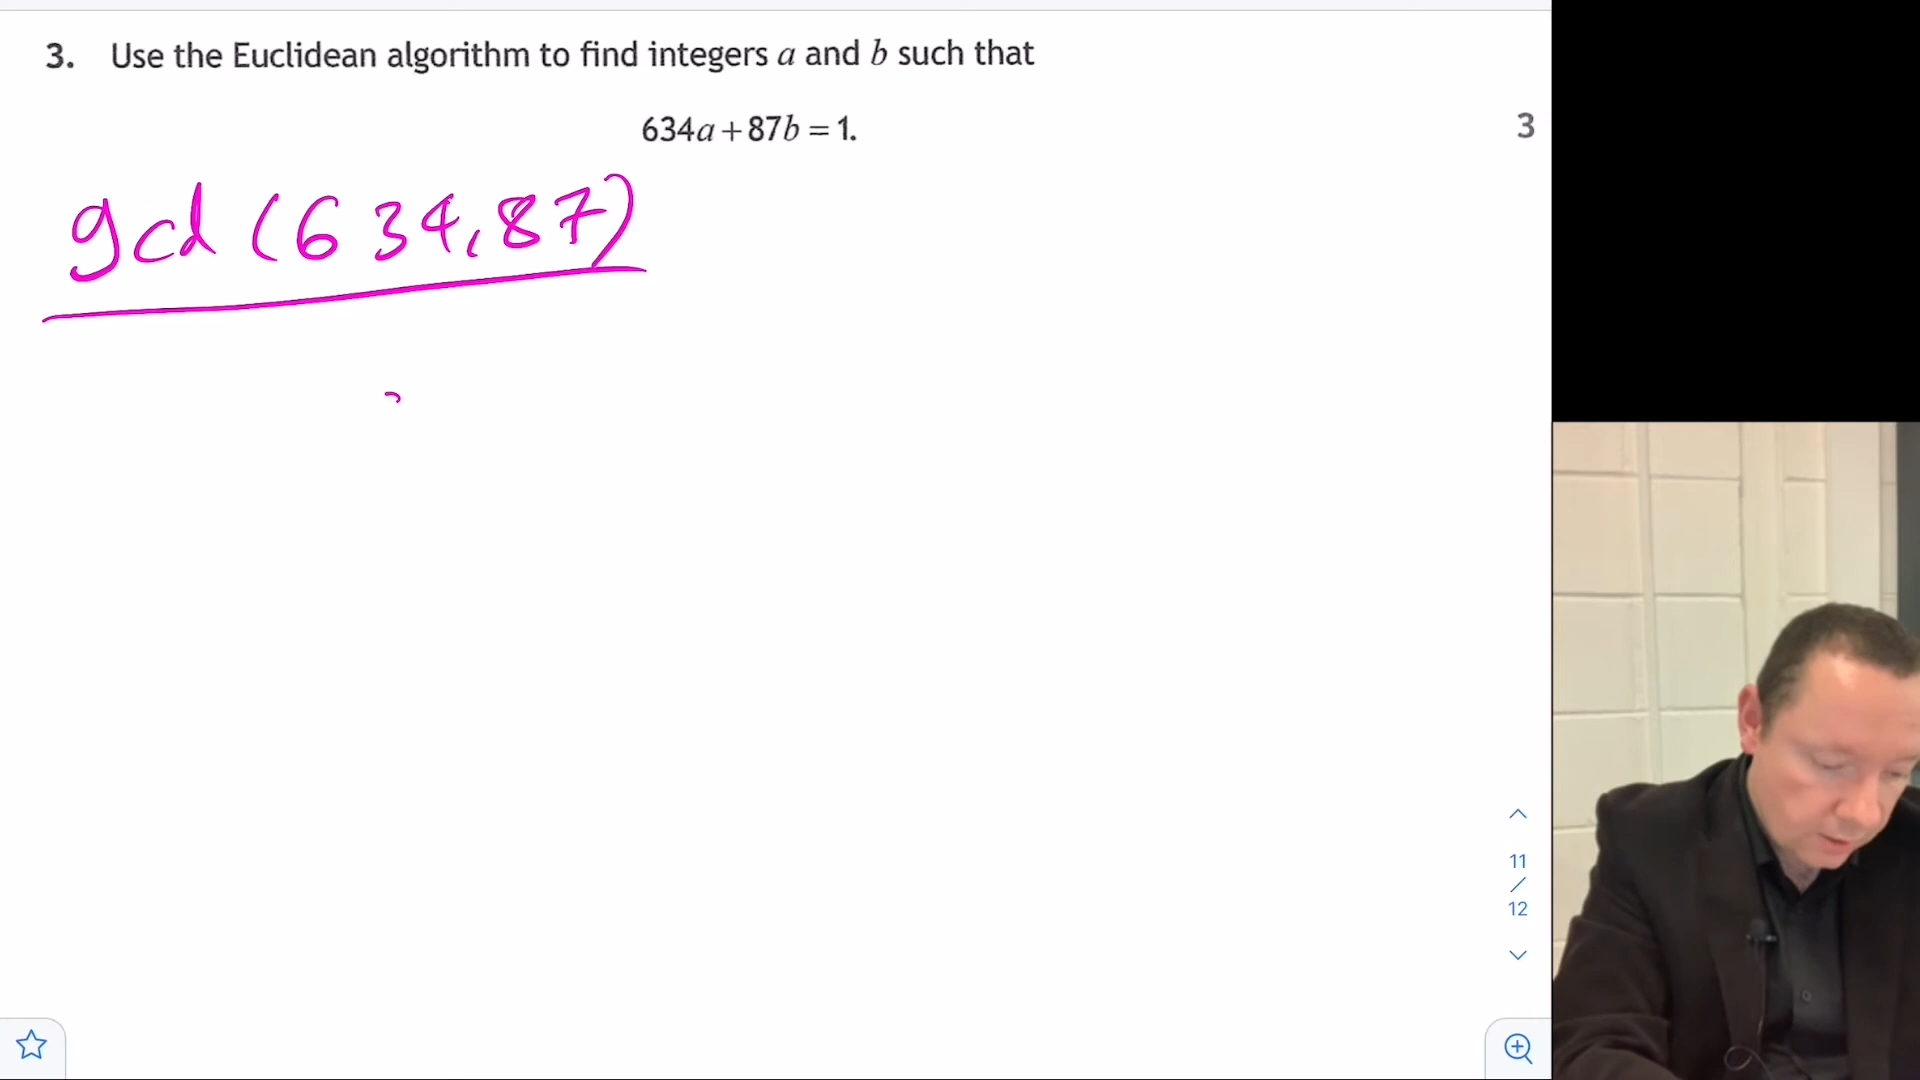 3. Use the Euclidean algorithm to find integers a and b such that
634a+87b=1.
3
gcd (634,87)
11
/
12